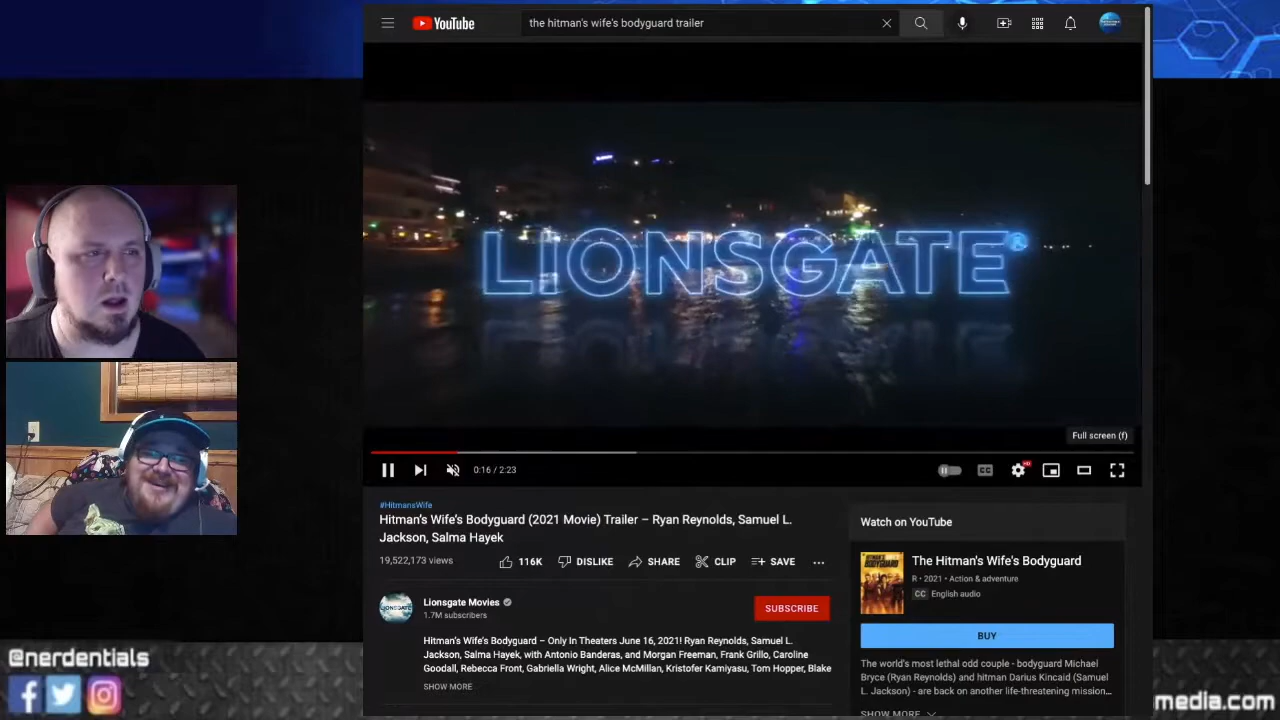 YouTube
the hitman's wife's bodyguard trailer
LIONSGATE
Full screen (f)
0:16 / 2:23
CC
HD
#HitmansWife
Hitman's Wife's Bodyguard (2021 Movie) Trailer – Ryan Reynolds, Samuel L.
Jackson, Salma Hayek
19,522,173 views
116K
DISLIKE
SHARE
CLIP
SAVE
Lionsgate Movies
1.7M subscribers
SUBSCRIBE
Hitman's Wife's Bodyguard – Only In Theaters June 16, 2021! Ryan Reynolds, Samuel L.
Jackson, Salma Hayek, with Antonio Banderas, and Morgan Freeman, Frank Grillo, Caroline
Goodall, Rebecca Front, Gabriella Wright, Alice McMillan, Kristofer Kamiyasu, Tom Hopper, Blake
SHOW MORE
Watch on YouTube
The Hitman's Wife's Bodyguard
R • 2021 • Action & adventure
CC English audio
BUY
The world's most lethal odd couple - bodyguard Michael
Bryce (Ryan Reynolds) and hitman Darius Kincaid (Samuel
L. Jackson) - are back on another life-threatening mission...
SHOW MORE
@nerdentials
media.com